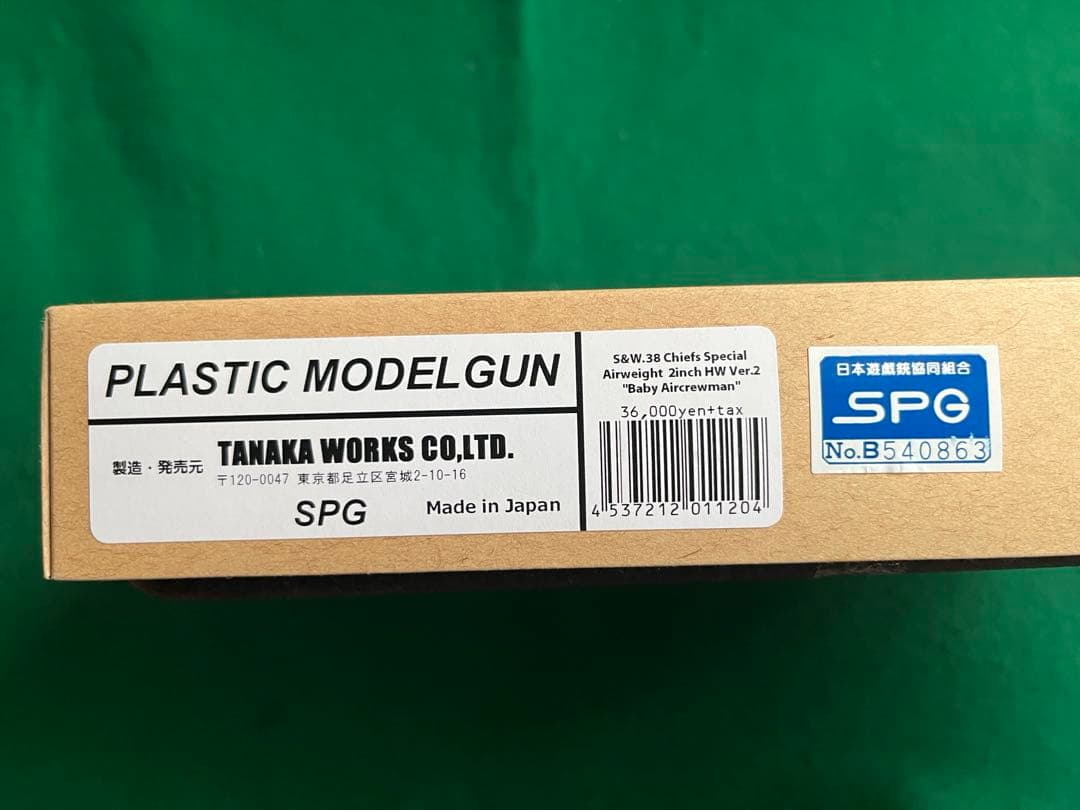 PLASTIC MODELGUN
製造・発売元 TANAKA WORKS CO,LTD.
〒120-0047 東京都足立区宮城2-10-16
SPG Made in Japan
S&W.38 Chiefs Special
Airweight 2inch HW Ver.2
"Baby Aircrewman"
36,000yen+tax
4 537212 011204
日本遊戯銃協同組合
SPG
No.B540863